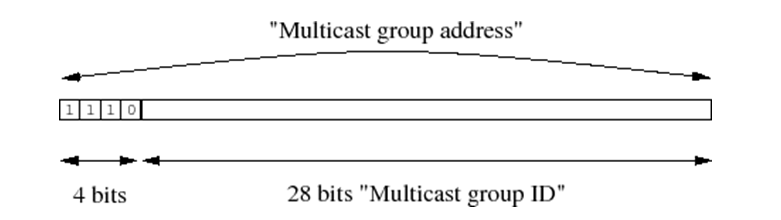 "Multicast group address"
1 1 1 0
4 bits
28 bits "Multicast group ID"